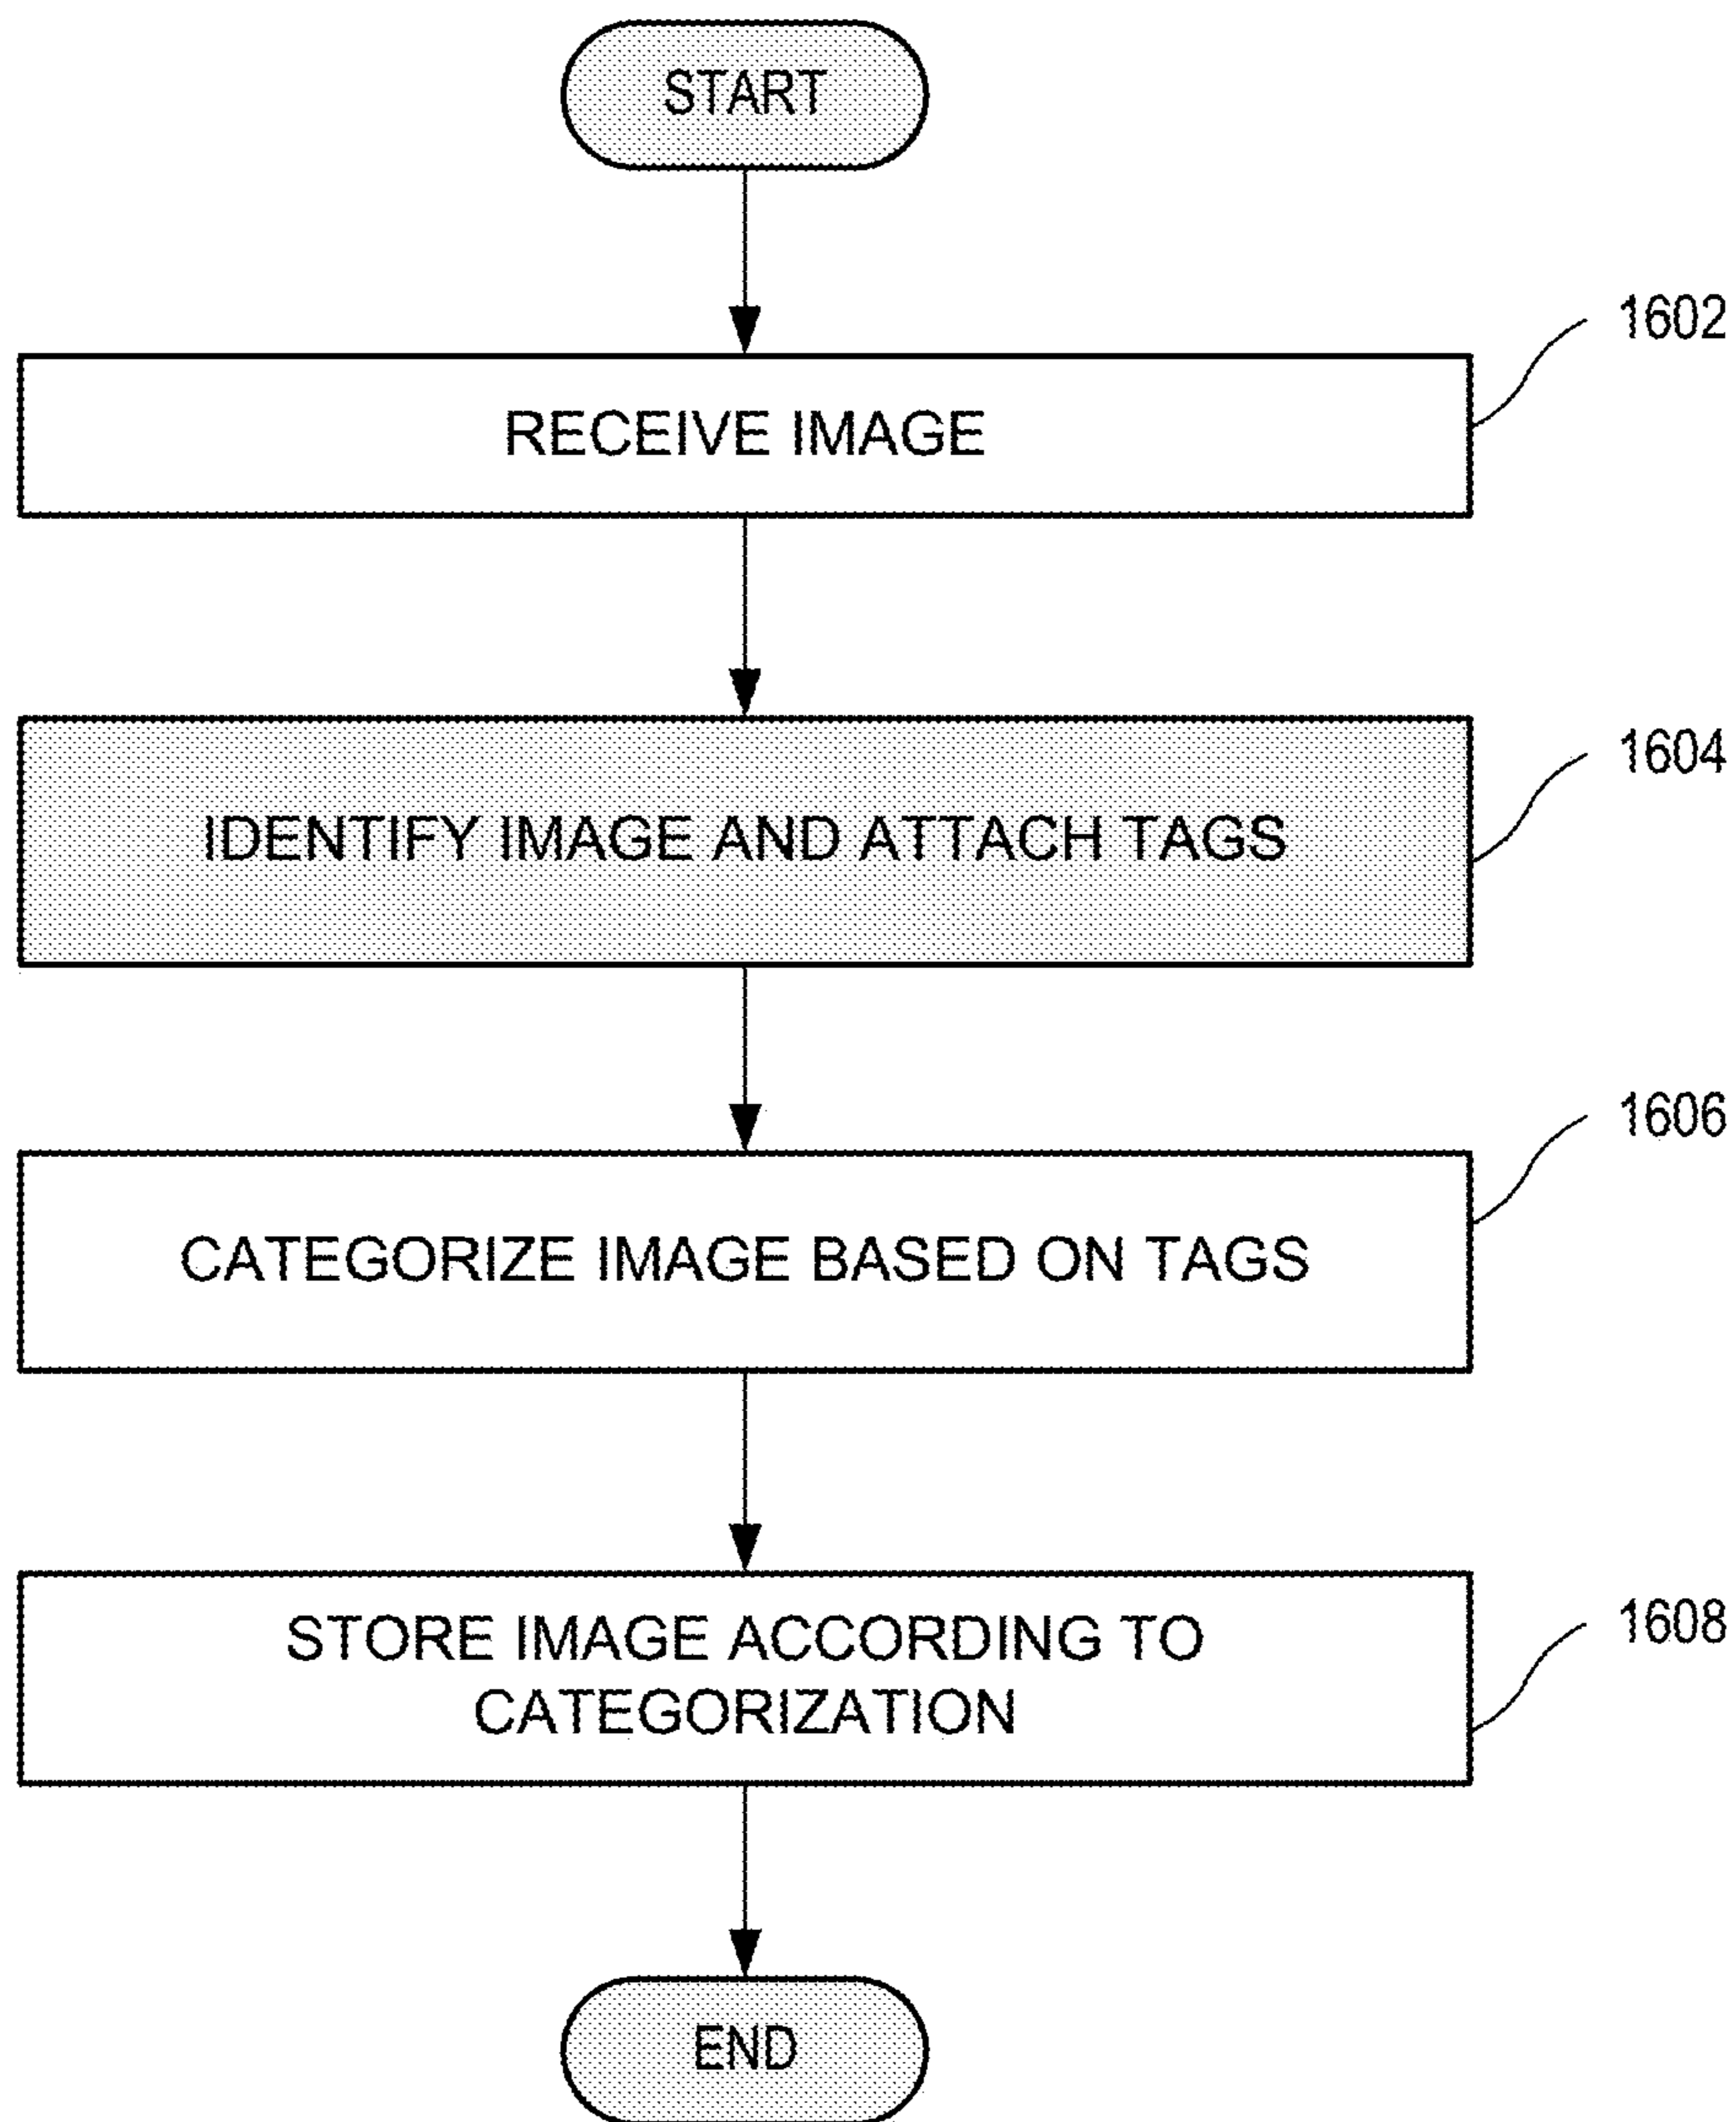 START
1602
RECEIVE IMAGE
1604
IDENTIFY IMAGE AND ATTACH TAGS
1606
CATEGORIZE IMAGE BASED ON TAGS
1608
STORE IMAGE ACCORDING TO
CATEGORIZATION
END